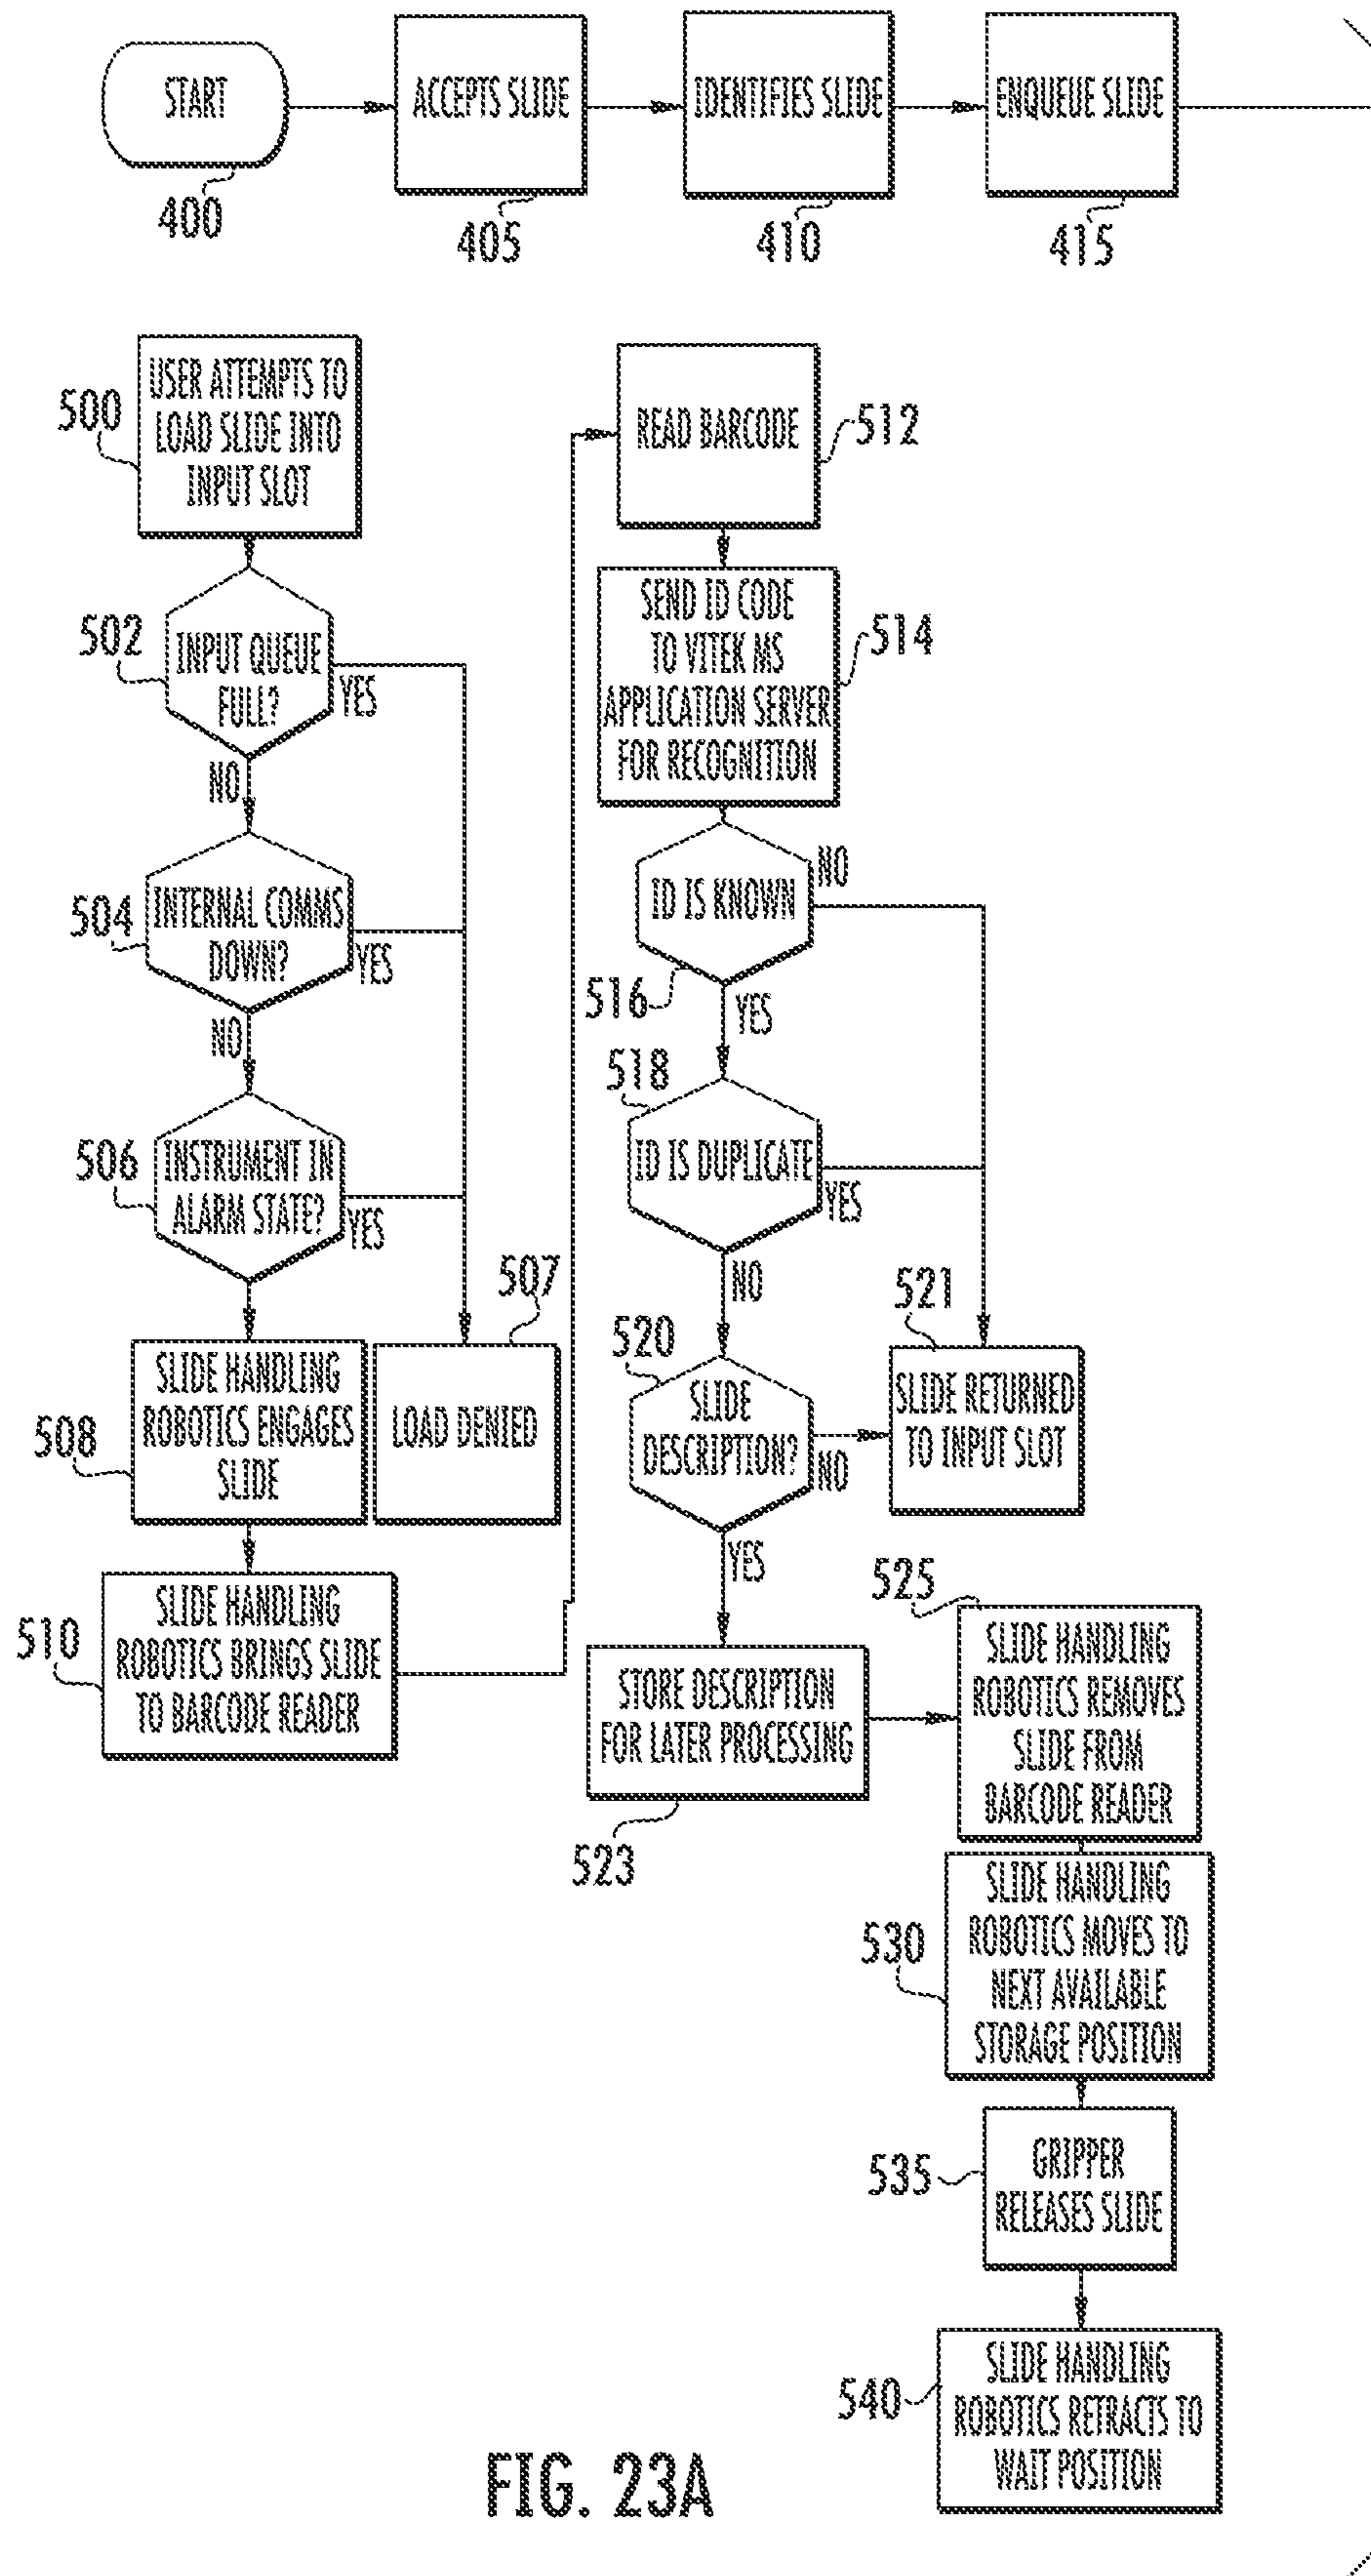 START
ACCEPTS SLIDE
IDENTIFIES SLIDE
ENQUEUE SLIDE
400
405
410
415
500
USER ATTEMPTS TO
LOAD SLIDE INTO
INPUT SLOT
502
INPUT QUEUE
FULL?
YES
NO
504
INTERNAL COMMS
DOWN?
YES
NO
506
INSTRUMENT IN
ALARM STATE?
YES
507
LOAD DENIED
508
SLIDE HANDLING
ROBOTICS ENGAGES
SLIDE
510
SLIDE HANDLING
ROBOTICS BRINGS SLIDE
TO BARCODE READER
READ BARCODE
512
SEND ID CODE
TO VITEK MS
APPLICATION SERVER
FOR RECOGNITION
514
ID IS KNOWN
NO
516
YES
518
ID IS DUPLICATE
YES
NO
520
SLIDE
DESCRIPTION?
NO
YES
521
SLIDE RETURNED
TO INPUT SLOT
STORE DESCRIPTION
FOR LATER PROCESSING
523
525
SLIDE HANDLING
ROBOTICS REMOVES
SLIDE FROM
BARCODE READER
530
SLIDE HANDLING
ROBOTICS MOVES TO
NEXT AVAILABLE
STORAGE POSITION
535
GRIPPER
RELEASES SLIDE
540
SLIDE HANDLING
ROBOTICS RETRACTS TO
WAIT POSITION
FIG. 23A